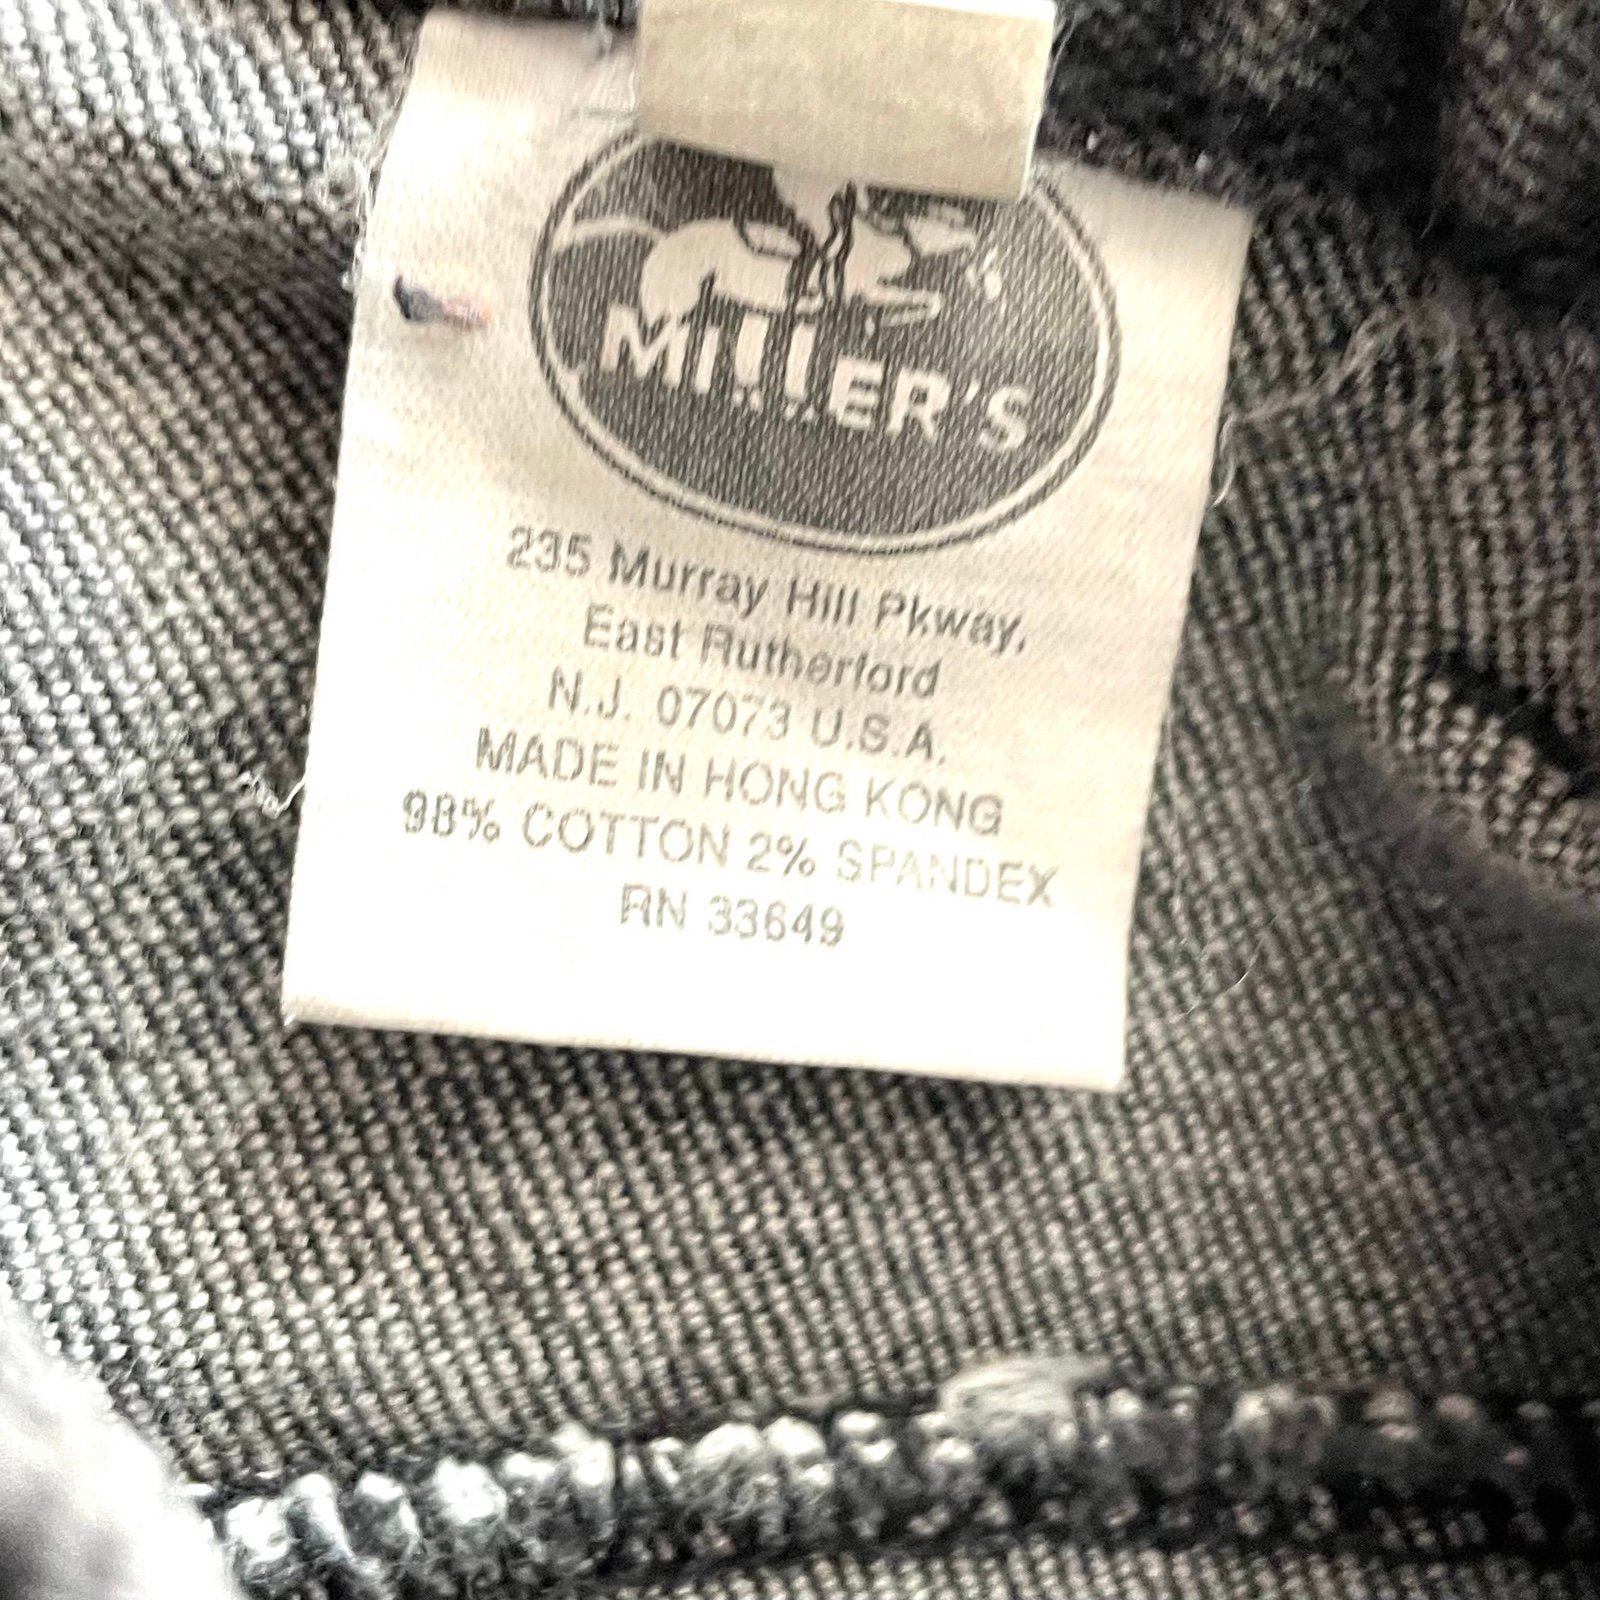 MILLER'S
235 Murray Hill Pkway,
East Rutherford
N.J. 07073 U.S.A.
MADE IN HONG KONG
98% COTTON 2% SPANDEX
RN 33649